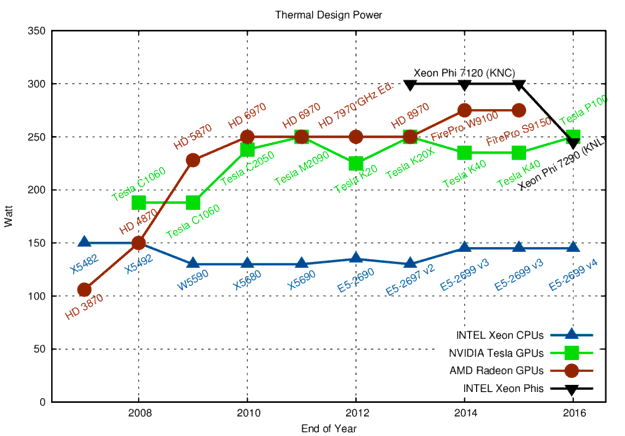 Thermal Design Power
350
300
250
200
150
100
50
0
Watt
2008
2010
2012
2014
2016
End of Year
X5482
X5492
W5590
X5680
X5690
E5-2690
E5-2697 v2
E5-2699 v3
E5-2699 v3
E5-2699 v4
Tesla C1060
Tesla C1060
Tesla C2050
Tesla M2090
Tesla K20
Tesla K20X
Tesla K40
Tesla K40
Tesla P100
HD 3870
HD 4870
HD 5870
HD 6970
HD 6970
HD 7970 GHz Ed.
HD 8970
FirePro W9100
FirePro S9150
Xeon Phi 7120 (KNC)
Xeon Phi 7290 (KNL)
INTEL Xeon CPUs
NVIDIA Tesla GPUs
AMD Radeon GPUs
INTEL Xeon Phis